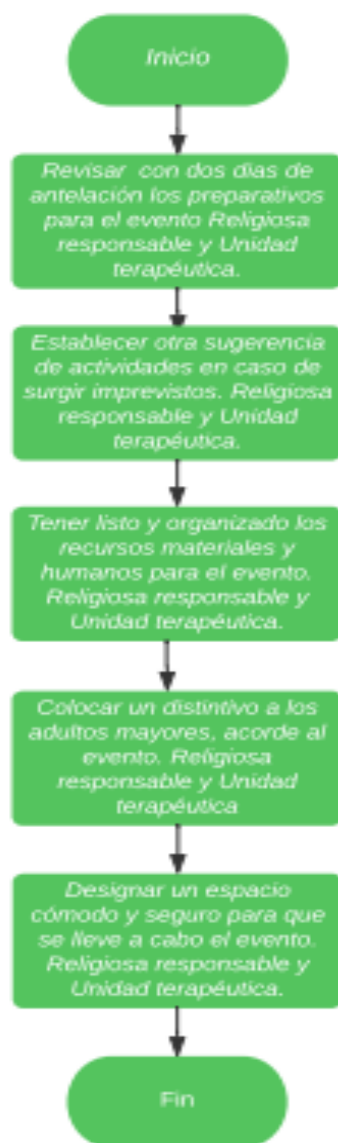 Inicio
Revisar con dos dias de
antelación los preparativos
para el evento Religiosa
responsable y Unidad
terapéutica.
Establecer otra sugerencia
de actividades en caso de
surgir imprevistos. Religiosa
responsable y Unidad
terapéutica.
Tener listo y organizado los
recursos materiales y
humanos para el evento.
Religiosa responsable y
Unidad terapéutica.
Colocar un distintivo a los
adultos mayores, acorde al
evento. Religiosa
responsable y Unidad
terapéutica
Designar un espacio
cómodo y seguro para que
se lleve a cabo el evento.
Religiosa responsable y
Unidad terapéutica.
Fin